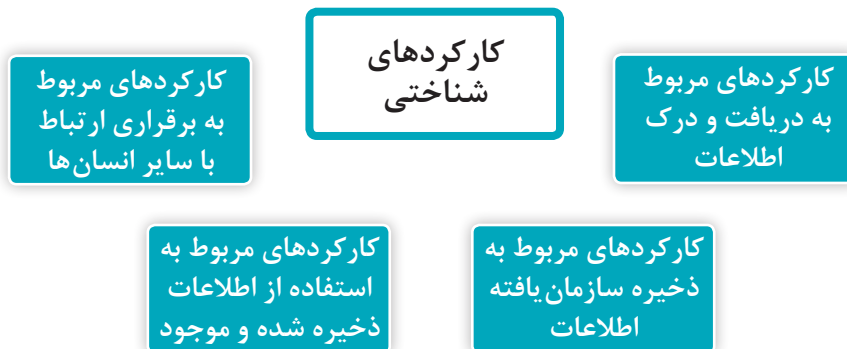 کارکردهای
شناختی
کارکردهای مربوط
به دریافت و درک
اطلاعات
کارکردهای مربوط
به برقراری ارتباط
با سایر انسان‌ها
کارکردهای مربوط به
ذخیره سازمان‌یافته
اطلاعات
کارکردهای مربوط به
استفاده از اطلاعات
ذخیره شده و موجود